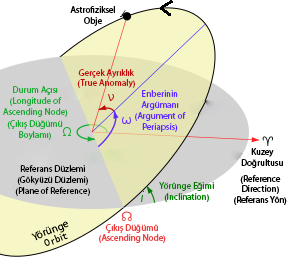 Astrofiziksel
Obje
Durum Açısı
(Longitude of
Ascending Node)
(Çıkış Düğümü
Boylamı)
Ω
Gerçek Ayrıklık
(True Anomaly)
ν
ω
Enberinin
Argümanı
(Argument of
Periapsis)
♈
Kuzey
Doğrultusu
(Reference
Direction)
(Referans Yön)
Referans Düzlemi
(Gökyüzü Düzlemi)
(Plane of Reference)
i
Yörünge Eğimi
(Inclination)
Yörünge
Orbit
☊
Çıkış Düğümü
(Ascending Node)